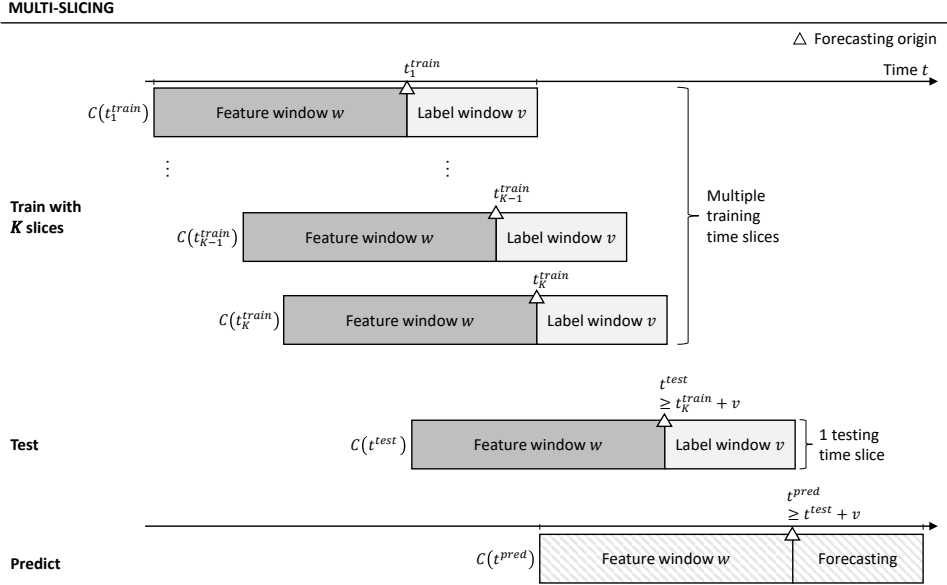 MULTI-SLICING
△ Forecasting origin
t_1^{train}
Time t
C(t_1^{train})
Feature window w
Label window v
⋮ ⋮
t_{K-1}^{train}
Train with
K slices
C(t_{K-1}^{train})
Feature window w
Label window v
Multiple
training
time slices
t_K^{train}
C(t_K^{train})
Feature window w
Label window v
t^{test}
≥ t_K^{train} + v
Test
C(t^{test})
Feature window w
Label window v
1 testing
time slice
t^{pred}
≥ t^{test} + v
Predict
C(t^{pred})
Feature window w
Forecasting